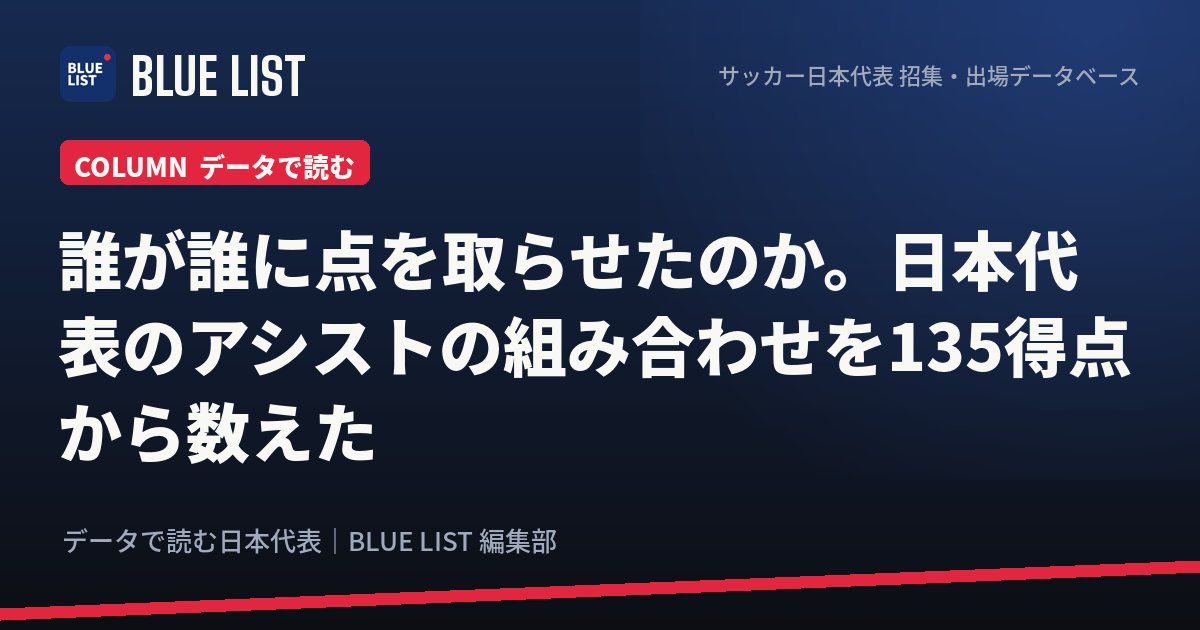 BLUE LIST
BLUE LIST
サッカー日本代表 招集・出場データベース
COLUMN データで読む
誰が誰に点を取らせたのか。日本代
表のアシストの組み合わせを135得点
から数えた
データで読む日本代表｜BLUE LIST 編集部